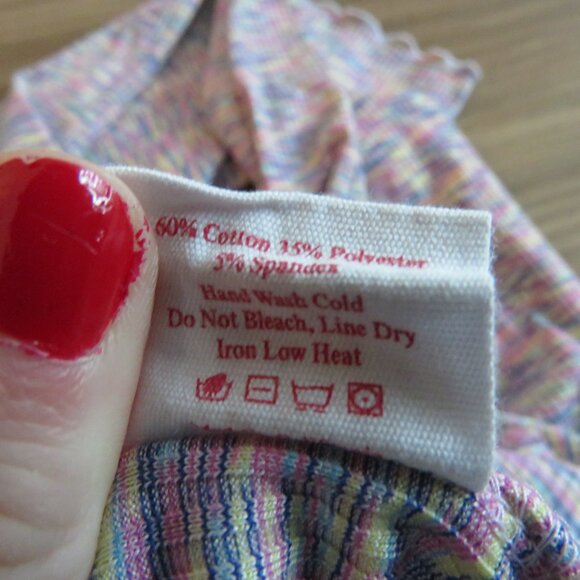 60% Cotton 35% Polyester
5% Spandex
Hand Wash Cold
Do Not Bleach, Line Dry
Iron Low Heat